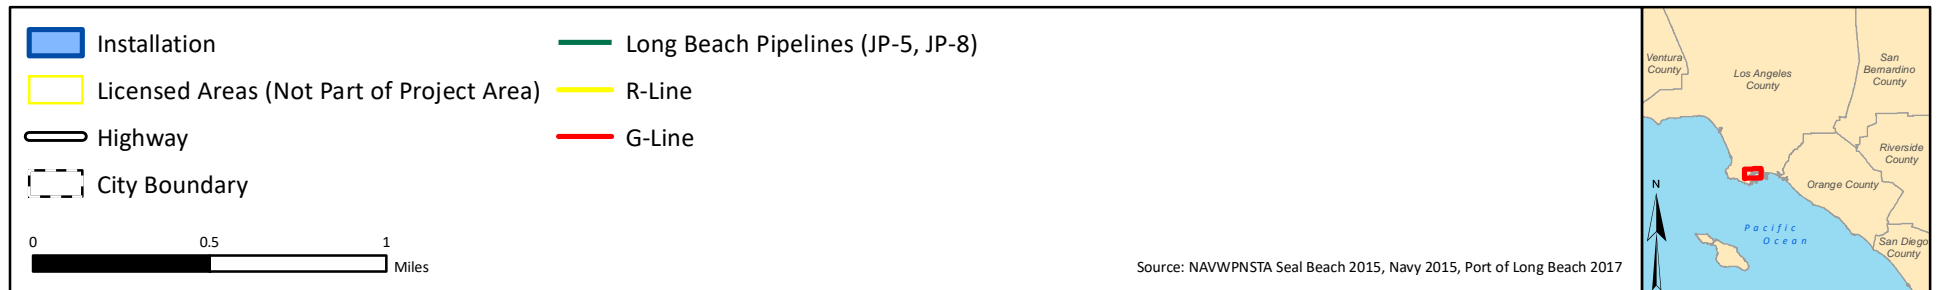 Installation
Licensed Areas (Not Part of Project Area)
Highway
City Boundary
Long Beach Pipelines (JP-5, JP-8)
R-Line
G-Line
0 0.5 1
Miles
Source: NAVWPNSTA Seal Beach 2015, Navy 2015, Port of Long Beach 2017
Ventura
County
Los Angeles
County
San
Bernardino
County
Riverside
County
Orange County
San Diego
County
Pacific
Ocean
N